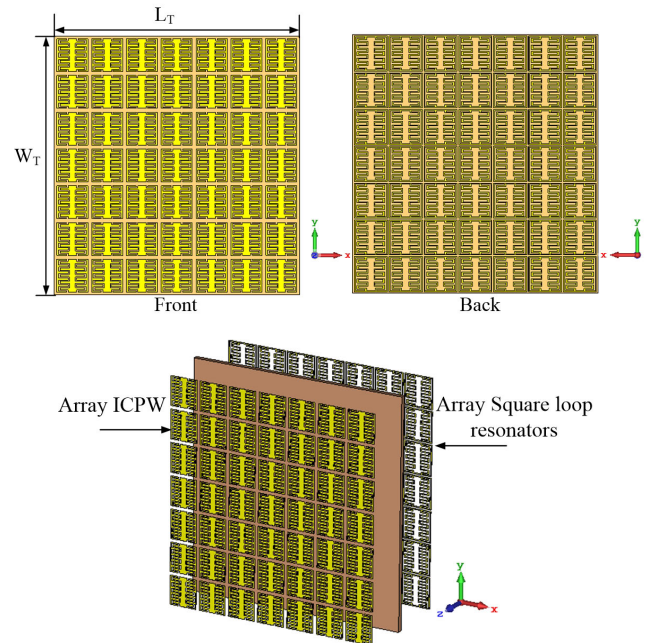 L_T
W_T
y
z
x
y
x
Front
Back
Array ICPW
Array Square loop
resonators
y
z
x